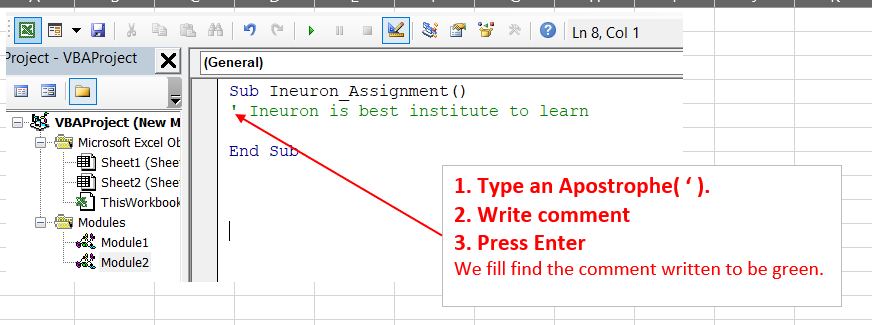 Ln 8, Col 1
Project - VBAProject
(General)
Sub Ineuron_Assignment()
' Ineuron is best institute to learn
End Sub
VBAProject (New M
Microsoft Excel Ob
Sheet1 (Shee
Sheet2 (Shee
ThisWorkbook
Modules
Module1
Module2
1. Type an Apostrophe( ‘ ).
2. Write comment
3. Press Enter
We fill find the comment written to be green.